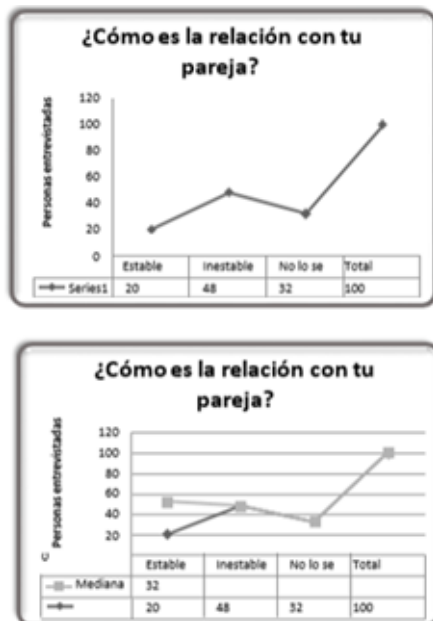 ¿Cómo es la relación con tu
pareja?
Personas entrevistadas
120
100
80
60
40
20
0
Estable Inestable No lo se Total
Series1 20 48 32 100
¿Cómo es la relación con tu
pareja?
Personas entrevistadas
120
100
80
60
40
20
Estable Inestable No lo se Total
Mediana 32
20 48 32 100